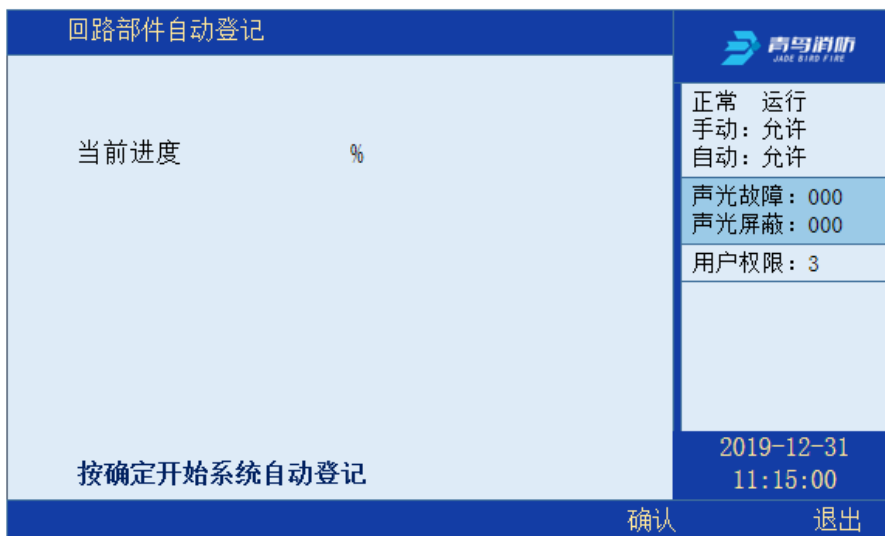 回路部件自动登记
青鸟消防
JADE BIRD FIRE
正常 运行
手动：允许
自动：允许
当前进度 %
声光故障：000
声光屏蔽：000
用户权限：3
按确定开始系统自动登记
2019-12-31
11:15:00
确认 退出